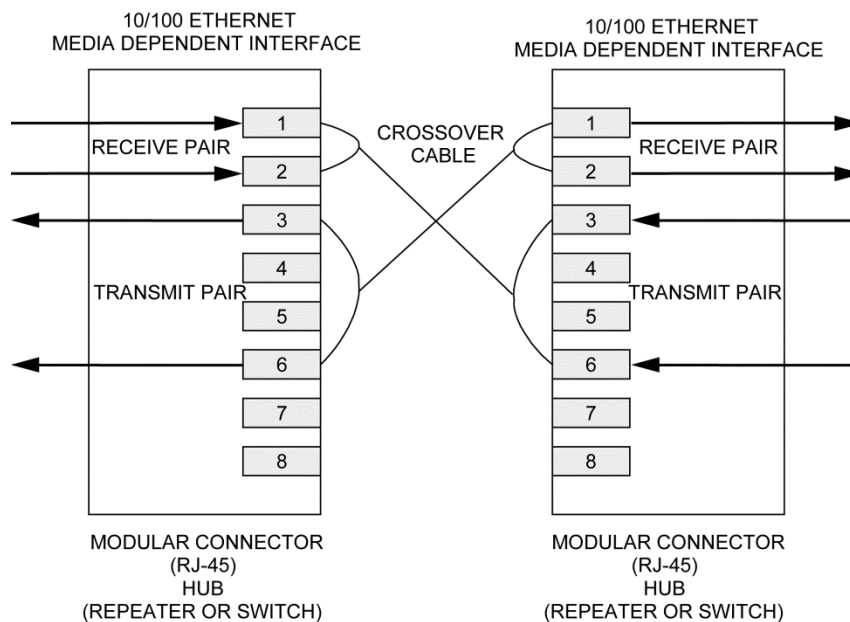 10/100 ETHERNET
MEDIA DEPENDENT INTERFACE
10/100 ETHERNET
MEDIA DEPENDENT INTERFACE
1
RECEIVE PAIR
2
3
4
TRANSMIT PAIR
5
6
7
8
CROSSOVER
CABLE
1
RECEIVE PAIR
2
3
4
TRANSMIT PAIR
5
6
7
8
MODULAR CONNECTOR
(RJ-45)
HUB
(REPEATER OR SWITCH)
MODULAR CONNECTOR
(RJ-45)
HUB
(REPEATER OR SWITCH)